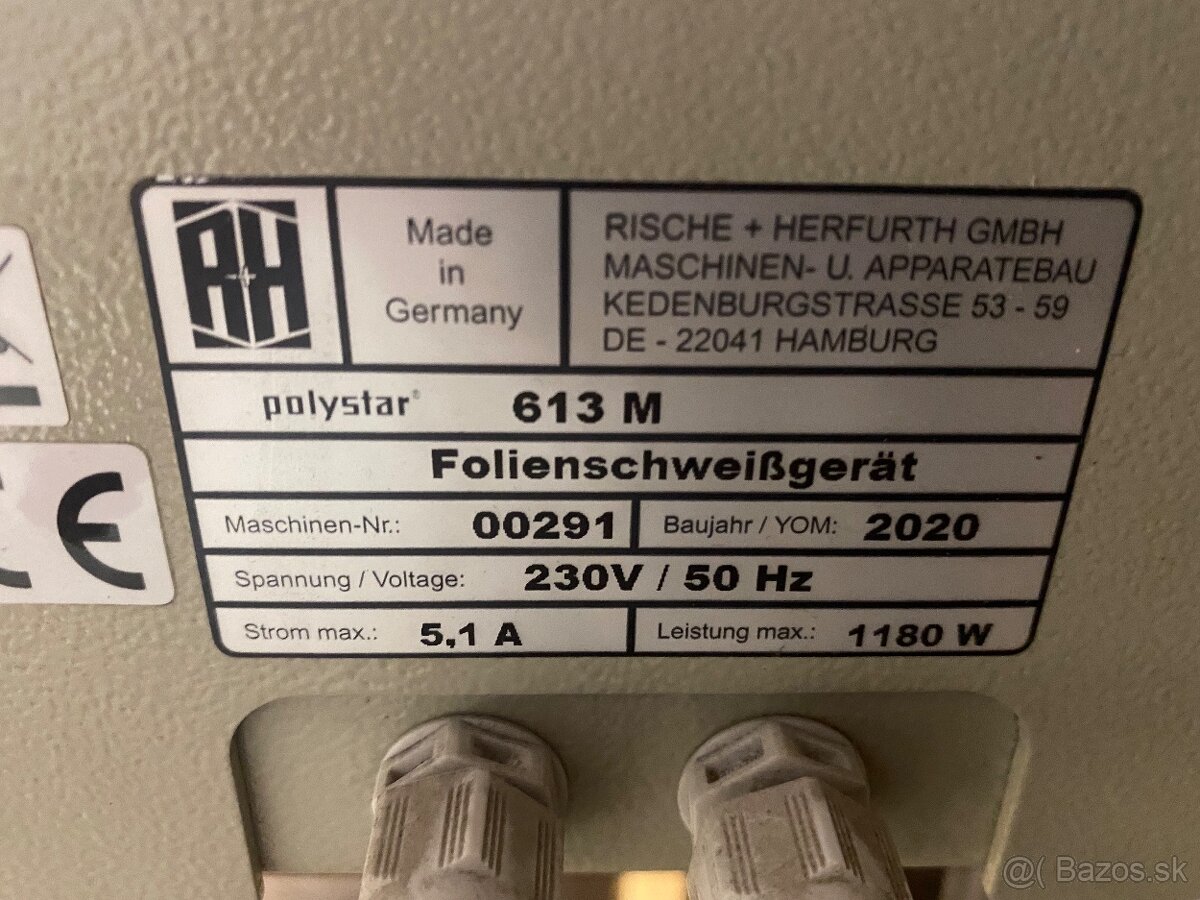 R+H
Made
in
Germany
RISCHE + HERFURTH GMBH
MASCHINEN- U. APPARATEBAU
KEDENBURGSTRASSE 53 - 59
DE - 22041 HAMBURG
polystar® 613 M
Folienschweißgerät
Maschinen-Nr.: 00291 Baujahr / YOM: 2020
Spannung / Voltage: 230V / 50 Hz
Strom max.: 5,1 A Leistung max.: 1180 W
CE
@( Bazos.sk